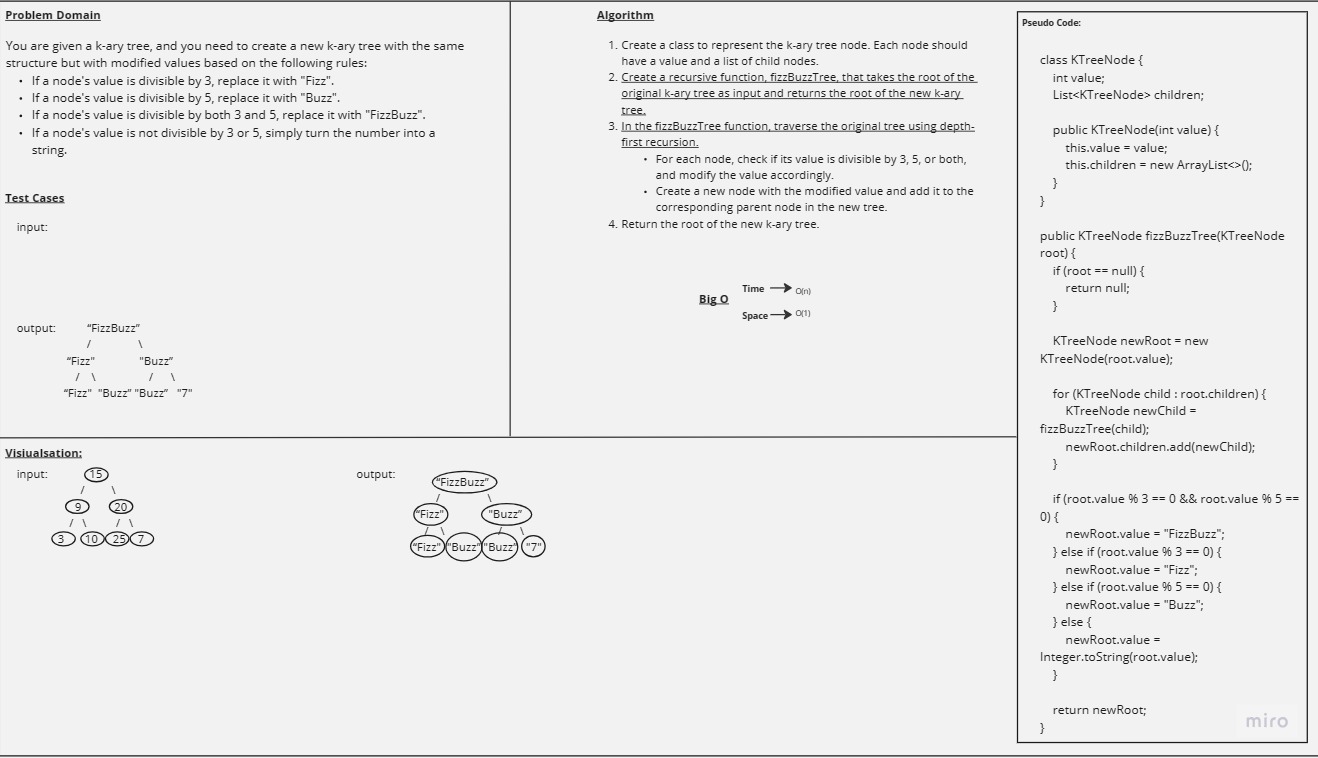 Problem Domain
You are given a k-ary tree, and you need to create a new k-ary tree with the same
structure but with modified values based on the following rules:
• If a node's value is divisible by 3, replace it with "Fizz".
• If a node's value is divisible by 5, replace it with "Buzz".
• If a node's value is divisible by both 3 and 5, replace it with "FizzBuzz".
• If a node's value is not divisible by 3 or 5, simply turn the number into a
string.
Test Cases
input:
output:
"FizzBuzz"
/ \
"Fizz" "Buzz"
/ \ / \
"Fizz" "Buzz" "Buzz" "7"
Algorithm
1. Create a class to represent the k-ary tree node. Each node should
have a value and a list of child nodes.
2. Create a recursive function, fizzBuzzTree, that takes the root of the
original k-ary tree as input and returns the root of the new k-ary
tree.
3. In the fizzBuzzTree function, traverse the original tree using depth-
first recursion.
• For each node, check if its value is divisible by 3, 5, or both,
and modify the value accordingly.
• Create a new node with the modified value and add it to the
corresponding parent node in the new tree.
4. Return the root of the new k-ary tree.
Big O
Time O(n)
Space O(1)
Visiualsation:
input:
15
/ \
9 20
/ \ / \
3 10 25 7
output:
"FizzBuzz"
/ \
"Fizz" "Buzz"
/ \ / \
"Fizz" "Buzz" "Buzz" "7"
Pseudo Code:
class KTreeNode {
int value;
List<KTreeNode> children;
public KTreeNode(int value) {
this.value = value;
this.children = new ArrayList<>();
}
}
public KTreeNode fizzBuzzTree(KTreeNode
root) {
if (root == null) {
return null;
}
KTreeNode newRoot = new
KTreeNode(root.value);
for (KTreeNode child : root.children) {
KTreeNode newChild =
fizzBuzzTree(child);
newRoot.children.add(newChild);
}
if (root.value % 3 == 0 && root.value % 5 ==
0) {
newRoot.value = "FizzBuzz";
} else if (root.value % 3 == 0) {
newRoot.value = "Fizz";
} else if (root.value % 5 == 0) {
newRoot.value = "Buzz";
} else {
newRoot.value =
Integer.toString(root.value);
}
return newRoot;
}
miro